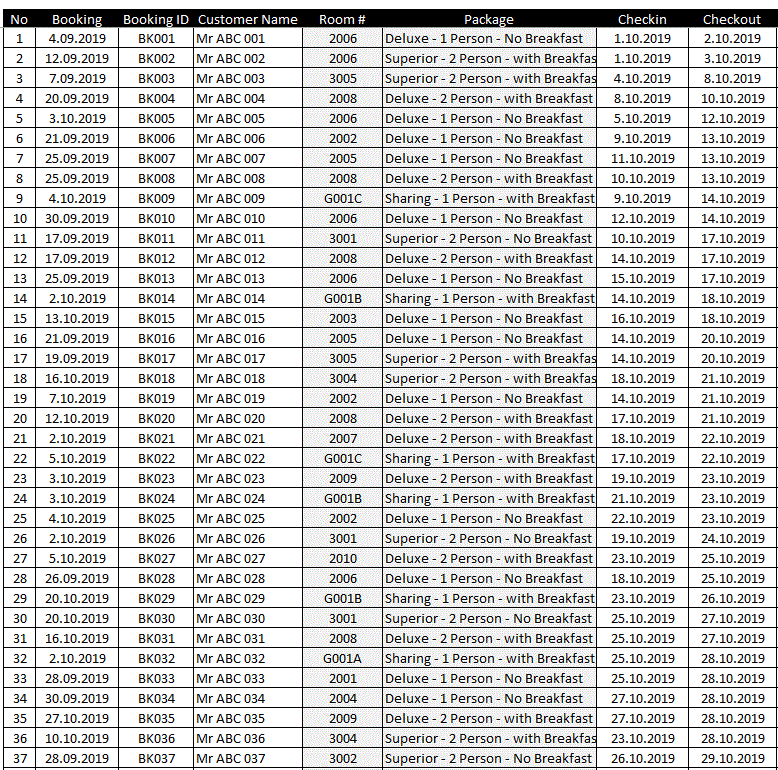 No Booking Booking ID Customer Name Room # Package Checkin Checkout
1 4.09.2019 BK001 Mr ABC 001 2006 Deluxe - 1 Person - No Breakfast 1.10.2019 2.10.2019
2 12.09.2019 BK002 Mr ABC 002 2006 Superior - 2 Person - with Breakfas 1.10.2019 3.10.2019
3 7.09.2019 BK003 Mr ABC 003 3005 Superior - 2 Person - with Breakfas 4.10.2019 8.10.2019
4 20.09.2019 BK004 Mr ABC 004 2008 Deluxe - 2 Person - with Breakfast 8.10.2019 10.10.2019
5 3.10.2019 BK005 Mr ABC 005 2006 Deluxe - 1 Person - No Breakfast 5.10.2019 12.10.2019
6 21.09.2019 BK006 Mr ABC 006 2002 Deluxe - 1 Person - No Breakfast 9.10.2019 13.10.2019
7 25.09.2019 BK007 Mr ABC 007 2005 Deluxe - 1 Person - No Breakfast 11.10.2019 13.10.2019
8 25.09.2019 BK008 Mr ABC 008 2008 Deluxe - 2 Person - with Breakfast 10.10.2019 13.10.2019
9 4.10.2019 BK009 Mr ABC 009 G001C Sharing - 1 Person - with Breakfast 9.10.2019 14.10.2019
10 30.09.2019 BK010 Mr ABC 010 2006 Deluxe - 1 Person - No Breakfast 12.10.2019 14.10.2019
11 17.09.2019 BK011 Mr ABC 011 3001 Superior - 2 Person - No Breakfast 10.10.2019 17.10.2019
12 17.09.2019 BK012 Mr ABC 012 2008 Deluxe - 2 Person - with Breakfast 14.10.2019 17.10.2019
13 25.09.2019 BK013 Mr ABC 013 2006 Deluxe - 1 Person - No Breakfast 15.10.2019 17.10.2019
14 2.10.2019 BK014 Mr ABC 014 G001B Sharing - 1 Person - with Breakfast 14.10.2019 18.10.2019
15 13.10.2019 BK015 Mr ABC 015 2003 Deluxe - 1 Person - No Breakfast 16.10.2019 18.10.2019
16 21.09.2019 BK016 Mr ABC 016 2005 Deluxe - 1 Person - No Breakfast 14.10.2019 20.10.2019
17 19.09.2019 BK017 Mr ABC 017 3005 Superior - 2 Person - with Breakfas 14.10.2019 20.10.2019
18 16.10.2019 BK018 Mr ABC 018 3004 Superior - 2 Person - with Breakfas 18.10.2019 21.10.2019
19 7.10.2019 BK019 Mr ABC 019 2002 Deluxe - 1 Person - No Breakfast 14.10.2019 21.10.2019
20 12.10.2019 BK020 Mr ABC 020 2008 Deluxe - 2 Person - with Breakfast 17.10.2019 21.10.2019
21 2.10.2019 BK021 Mr ABC 021 2007 Deluxe - 2 Person - with Breakfast 18.10.2019 22.10.2019
22 5.10.2019 BK022 Mr ABC 022 G001C Sharing - 1 Person - with Breakfast 17.10.2019 22.10.2019
23 3.10.2019 BK023 Mr ABC 023 2009 Deluxe - 2 Person - with Breakfast 19.10.2019 23.10.2019
24 3.10.2019 BK024 Mr ABC 024 G001B Sharing - 1 Person - with Breakfast 21.10.2019 23.10.2019
25 4.10.2019 BK025 Mr ABC 025 2002 Deluxe - 1 Person - No Breakfast 22.10.2019 23.10.2019
26 2.10.2019 BK026 Mr ABC 026 3001 Superior - 2 Person - No Breakfast 19.10.2019 24.10.2019
27 5.10.2019 BK027 Mr ABC 027 2010 Deluxe - 2 Person - with Breakfast 23.10.2019 25.10.2019
28 26.09.2019 BK028 Mr ABC 028 2006 Deluxe - 1 Person - No Breakfast 18.10.2019 25.10.2019
29 20.10.2019 BK029 Mr ABC 029 G001B Sharing - 1 Person - with Breakfast 23.10.2019 26.10.2019
30 20.10.2019 BK030 Mr ABC 030 3001 Superior - 2 Person - No Breakfast 25.10.2019 27.10.2019
31 16.10.2019 BK031 Mr ABC 031 2008 Deluxe - 2 Person - with Breakfast 25.10.2019 27.10.2019
32 2.10.2019 BK032 Mr ABC 032 G001A Sharing - 1 Person - with Breakfast 25.10.2019 28.10.2019
33 28.09.2019 BK033 Mr ABC 033 2001 Deluxe - 1 Person - No Breakfast 25.10.2019 28.10.2019
34 30.09.2019 BK034 Mr ABC 034 2004 Deluxe - 1 Person - No Breakfast 27.10.2019 28.10.2019
35 27.10.2019 BK035 Mr ABC 035 2009 Deluxe - 2 Person - with Breakfast 27.10.2019 28.10.2019
36 10.10.2019 BK036 Mr ABC 036 3004 Superior - 2 Person - with Breakfas 23.10.2019 28.10.2019
37 28.09.2019 BK037 Mr ABC 037 3002 Superior - 2 Person - No Breakfast 26.10.2019 29.10.2019